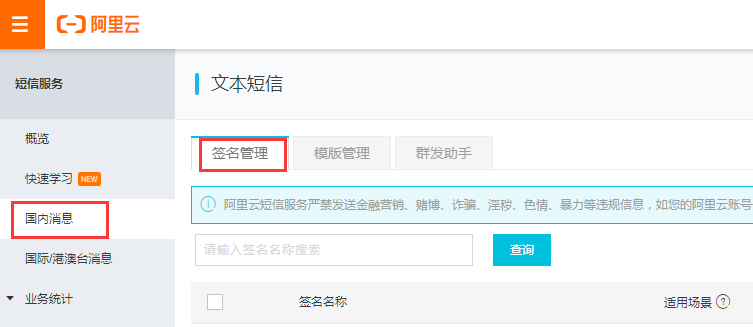 阿里云
短信服务
概览
快速学习 NEW
国内消息
国际/港澳台消息
业务统计
文本短信
签名管理 模版管理 群发助手
阿里云短信服务严禁发送金融营销、赌博、诈骗、淫秽、色情、暴力等违规信息，如您的阿里云账号
请输入签名名称搜索 查询
签名名称 适用场景 ?